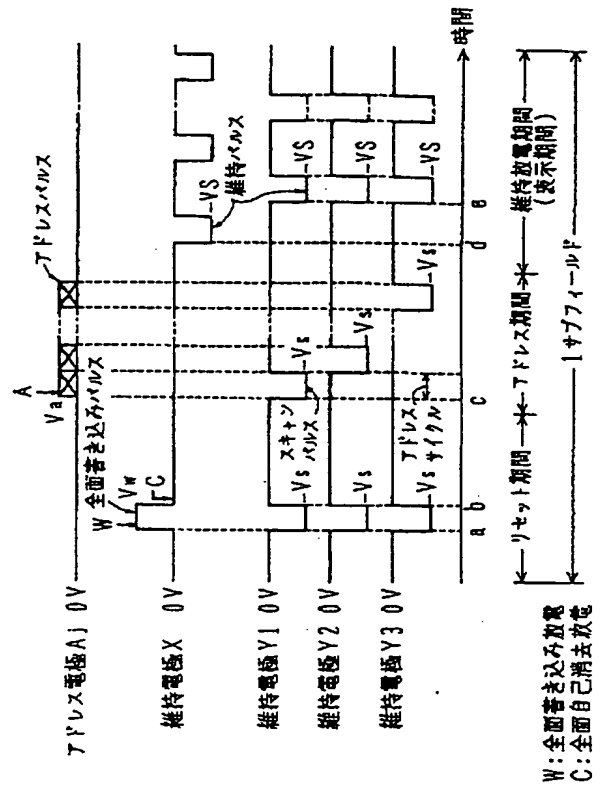 アドレス電極Aj 0V
A
Va
アドレスパルス
全面書き込みパルス
W
Vw
C
維持電極X 0V
-VS
維持パルス
維持電極Y1 0V
-Vs
スキャン
パルス
-Vs
-VS
維持電極Y2 0V
-Vs
-Vs
-VS
維持電極Y3 0V
-Vs
アドレス
サイクル
-Vs
-VS
a
b
c
d
e
時間
リセット期間
アドレス期間
維持放電期間
(表示期間)
1サブフィールド
W:全面書き込み放電
C:全面自己消去放電